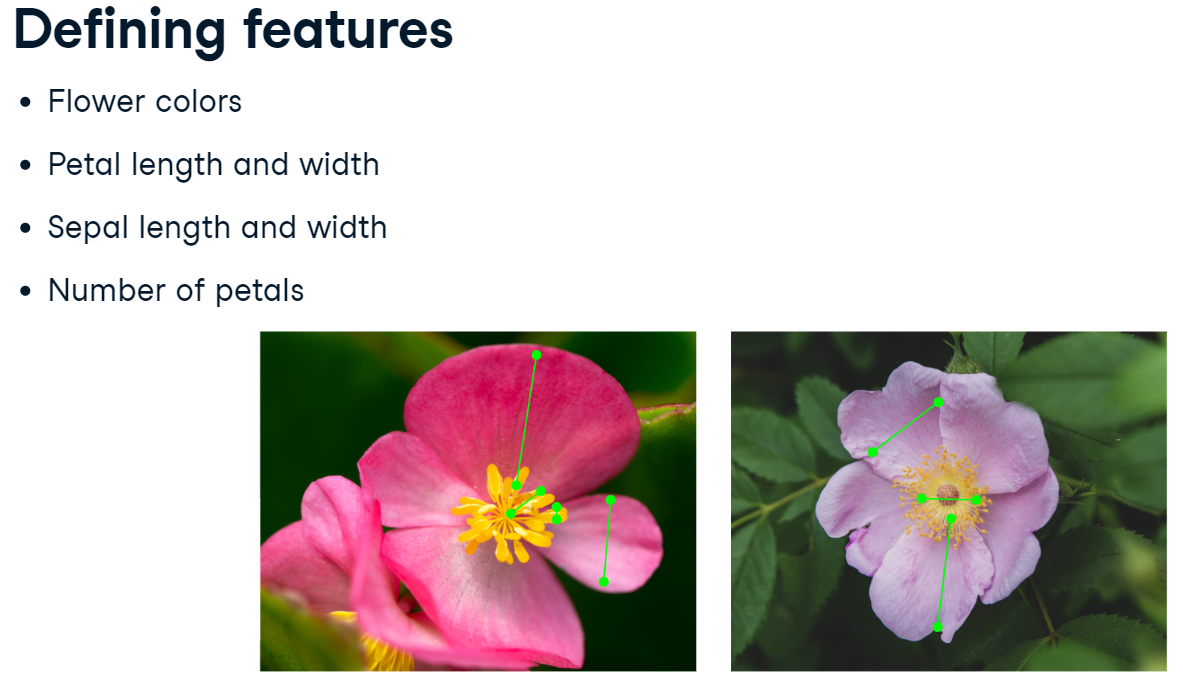 Defining features
• Flower colors
• Petal length and width
• Sepal length and width
• Number of petals